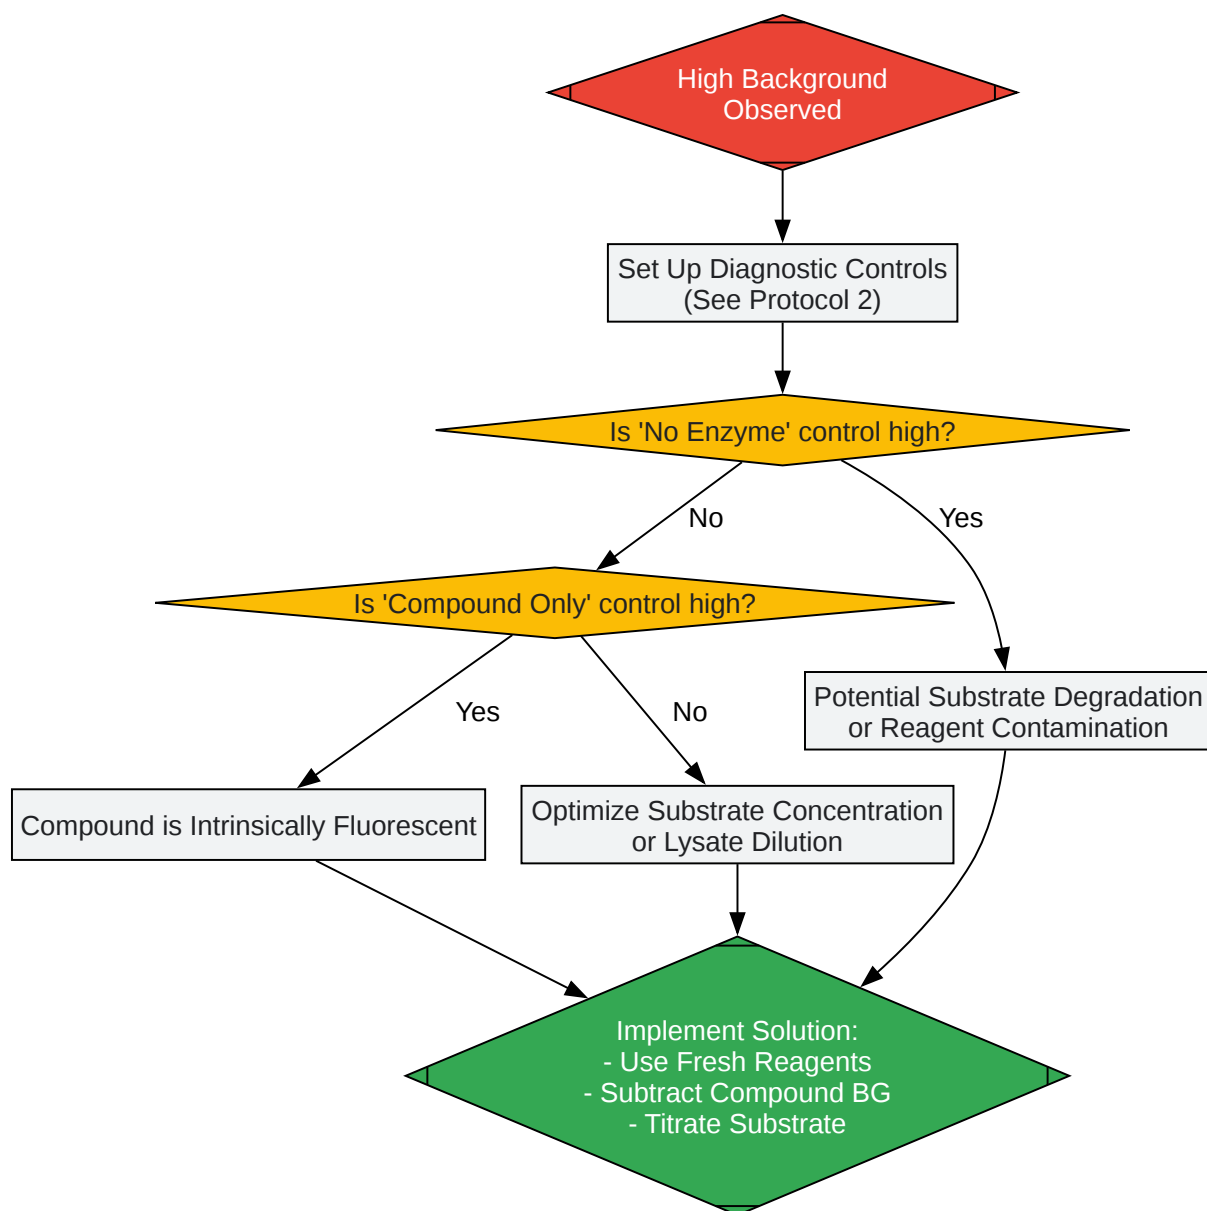 High Background
Observed
Set Up Diagnostic Controls
(See Protocol 2)
Is 'No Enzyme' control high?
No
Yes
Is 'Compound Only' control high?
Yes
No
Potential Substrate Degradation
or Reagent Contamination
Compound is Intrinsically Fluorescent
Optimize Substrate Concentration
or Lysate Dilution
Implement Solution:
- Use Fresh Reagents
- Subtract Compound BG
- Titrate Substrate